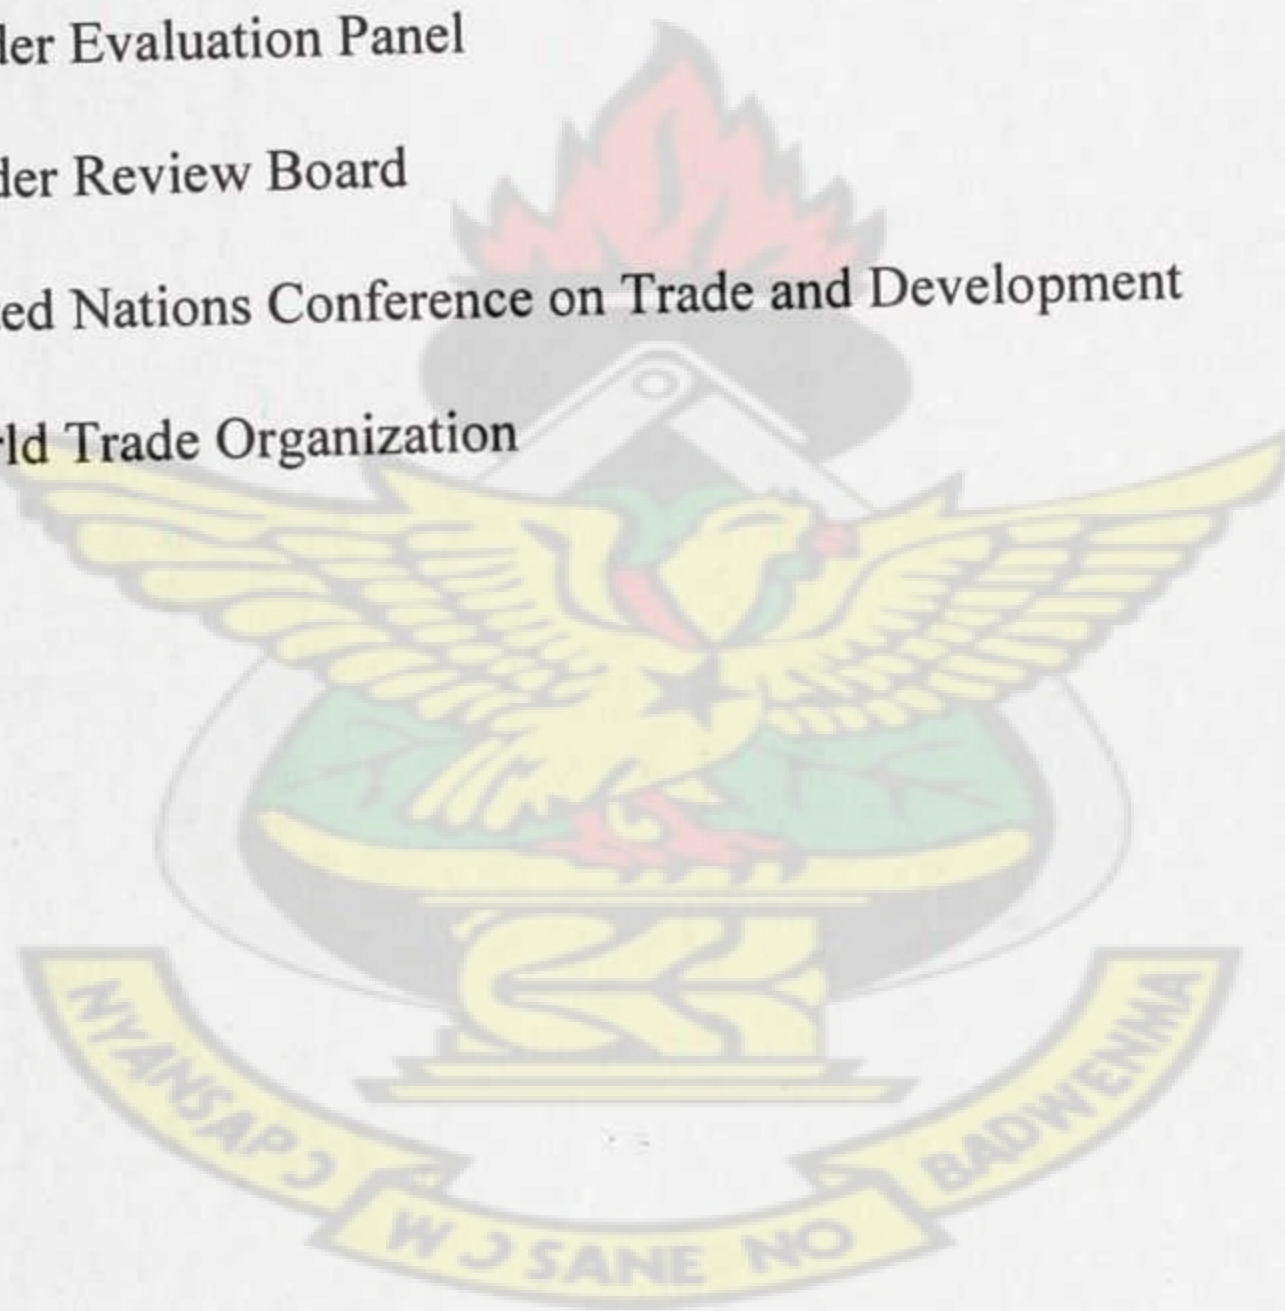 der Evaluation Panel
der Review Board
ed Nations Conference on Trade and Development
rld Trade Organization
NYANSAPƆ
WƆSANE NO
BADWENMA